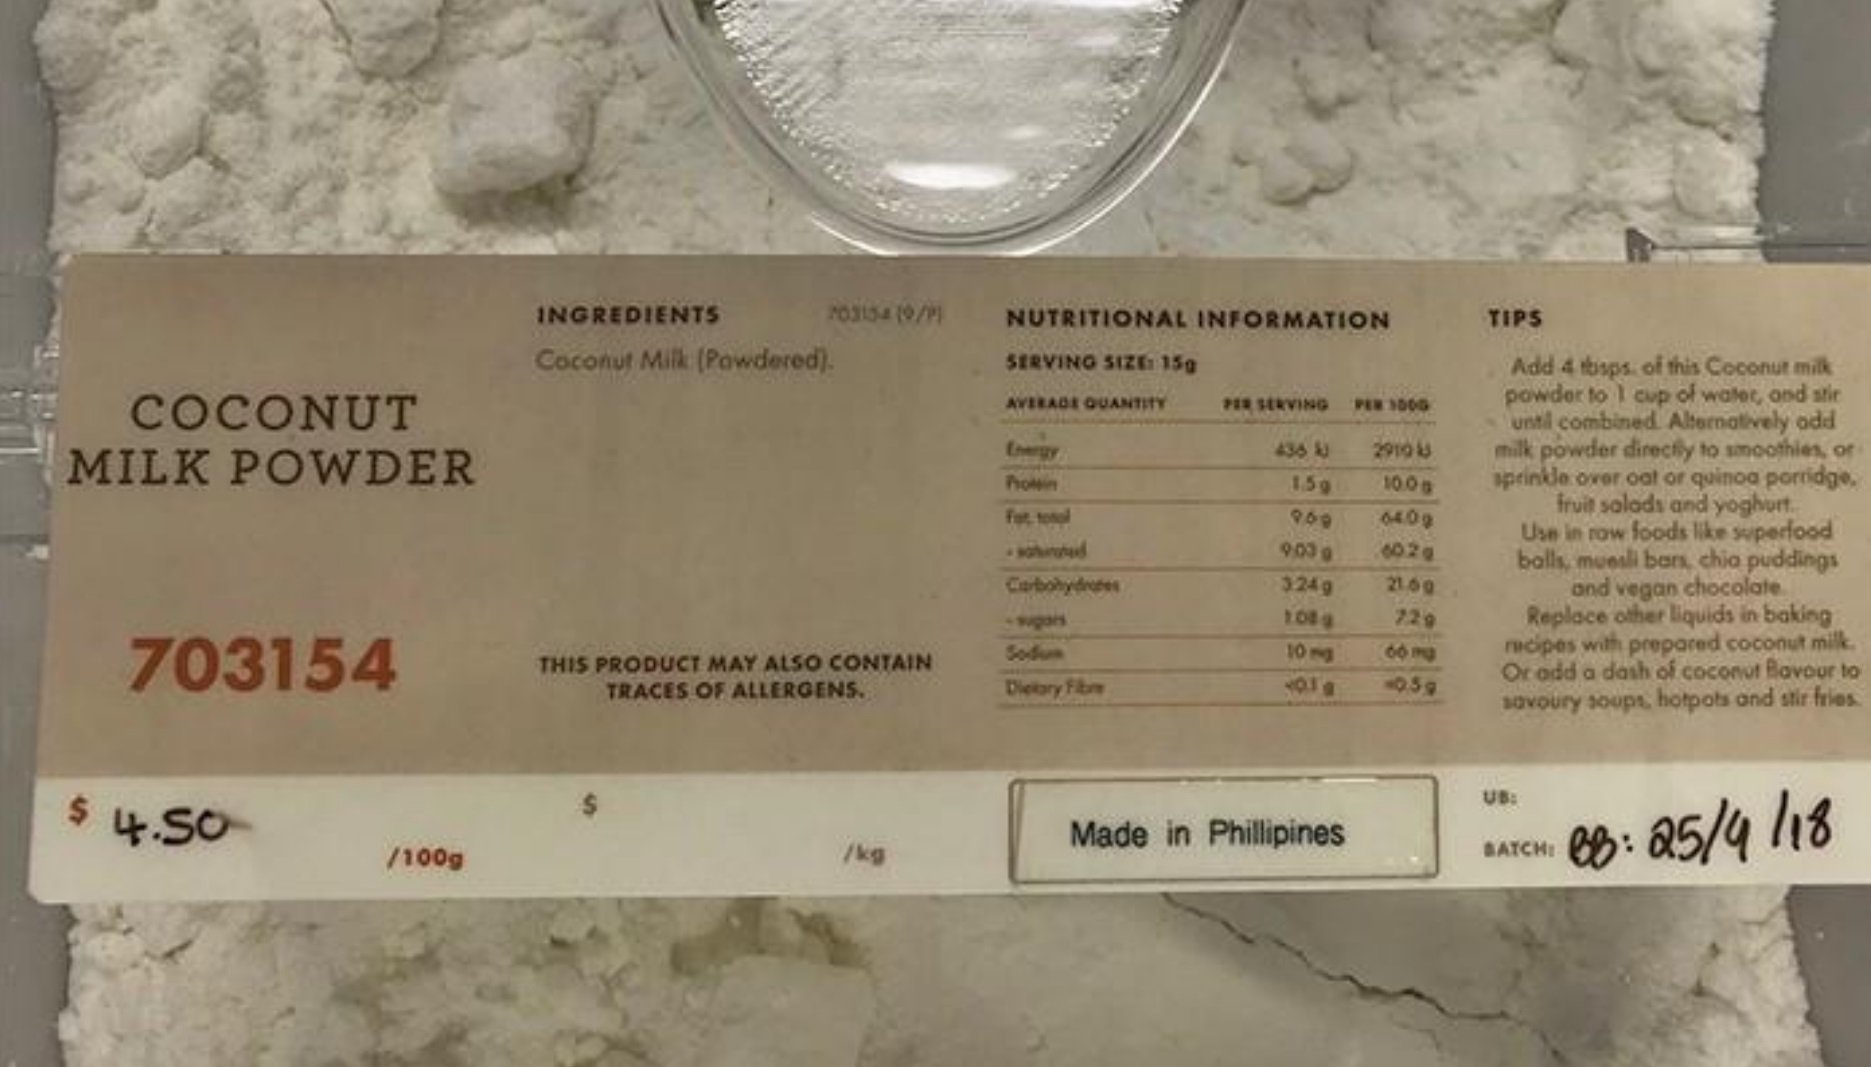 COCONUT
MILK POWDER
703154
INGREDIENTS 703154 (9/P)
Coconut Milk (Powdered).
THIS PRODUCT MAY ALSO CONTAIN
TRACES OF ALLERGENS.
NUTRITIONAL INFORMATION
SERVING SIZE: 15g
AVERAGE QUANTITY PER SERVING PER 100G
Energy 436 kJ 2910 kJ
Protein 1.5 g 10.0 g
Fat, total 9.6 g 64.0 g
- saturated 9.03 g 60.2 g
Carbohydrates 3.24 g 21.6 g
- sugars 1.08 g 7.2 g
Sodium 10 mg 66 mg
Dietary Fibre <0.1 g <0.5 g
TIPS
Add 4 tbsps. of this Coconut milk
powder to 1 cup of water, and stir
until combined. Alternatively add
milk powder directly to smoothies, or
sprinkle over oat or quinoa porridge,
fruit salads and yoghurt.
Use in raw foods like superfood
balls, muesli bars, chia puddings
and vegan chocolate.
Replace other liquids in baking
recipes with prepared coconut milk.
Or add a dash of coconut flavour to
savoury soups, hotpots and stir fries.
$ 4.50 /100g
$ /kg
Made in Phillipines
UB:
BATCH: BB: 25/9/18